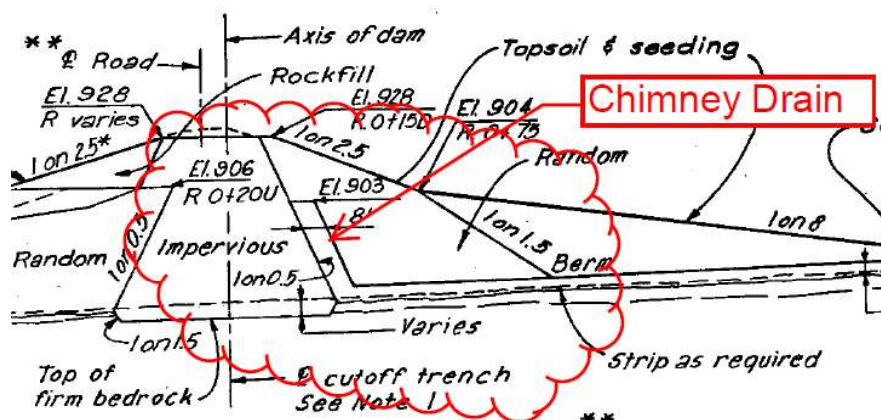 **
℄ Road
Axis of dam
Rockfill
El. 928
R varies
El. 928
R.0+15D
Topsoil & seeding
El. 904
R 0+75
Chimney Drain
1 on 2.5*
El. 906
R 0+20U
1 on 2.5
El. 903
8'
Random
1 on 8
Random
1 on 0.5
Impervious
1 on 0.5
1 on 1.5
Berm
1 on 1.5
Varies
Strip as required
Top of
firm bedrock
℄ cutoff trench
See Note 1
**